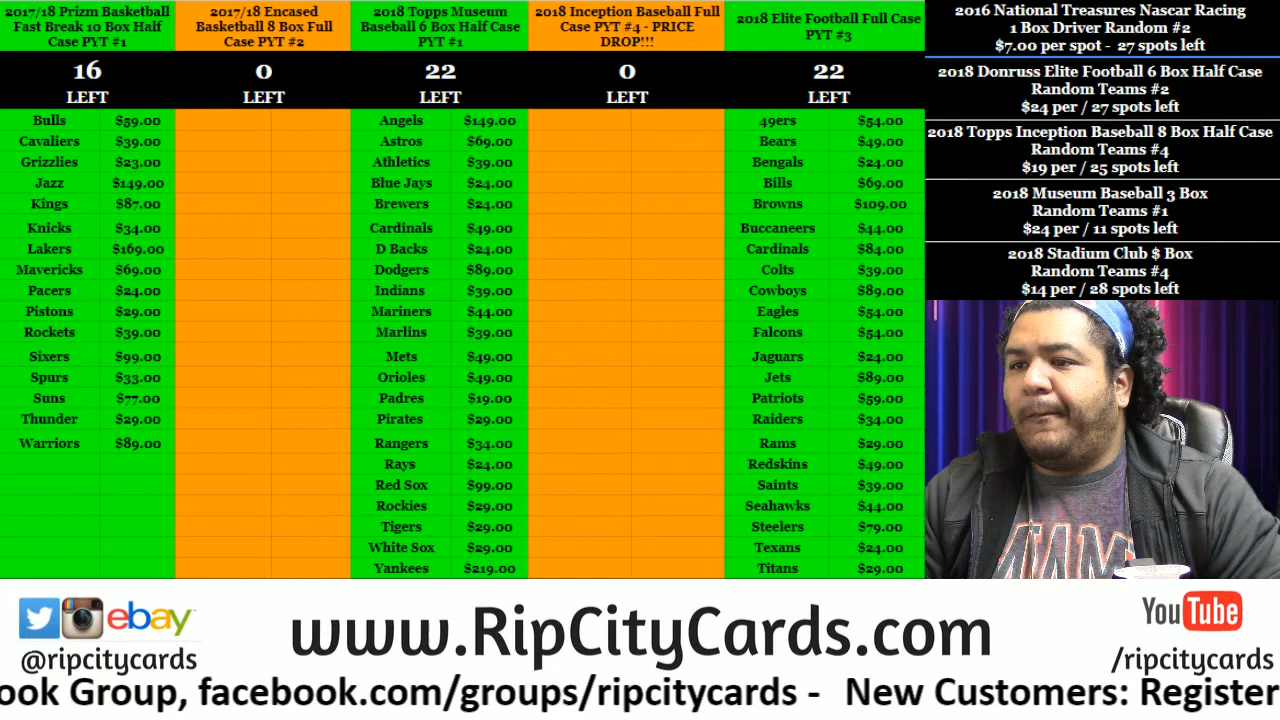 2017/18 Prizm Basketball
Fast Break 10 Box Half
Case PYT #1
16
LEFT
Bulls $59.00
Cavaliers $39.00
Grizzlies $23.00
Jazz $149.00
Kings $87.00
Knicks $34.00
Lakers $169.00
Mavericks $69.00
Pacers $24.00
Pistons $29.00
Rockets $39.00
Sixers $99.00
Spurs $33.00
Suns $77.00
Thunder $29.00
Warriors $89.00
2017/18 Encased
Basketball 8 Box Full
Case PYT #2
0
LEFT
2018 Topps Museum
Baseball 6 Box Half Case
PYT #1
22
LEFT
Angels $149.00
Astros $69.00
Athletics $39.00
Blue Jays $24.00
Brewers $24.00
Cardinals $49.00
D Backs $24.00
Dodgers $89.00
Indians $39.00
Mariners $44.00
Marlins $39.00
Mets $49.00
Orioles $49.00
Padres $19.00
Pirates $29.00
Rangers $34.00
Rays $24.00
Red Sox $99.00
Rockies $29.00
Tigers $29.00
White Sox $29.00
Yankees $219.00
2018 Inception Baseball Full
Case PYT #4 - PRICE
DROP!!!
0
LEFT
2018 Elite Football Full Case
PYT #3
22
LEFT
49ers $54.00
Bears $49.00
Bengals $24.00
Bills $69.00
Browns $109.00
Buccaneers $44.00
Cardinals $84.00
Colts $39.00
Cowboys $89.00
Eagles $54.00
Falcons $54.00
Jaguars $24.00
Jets $89.00
Patriots $59.00
Raiders $34.00
Rams $29.00
Redskins $49.00
Saints $39.00
Seahawks $44.00
Steelers $79.00
Texans $24.00
Titans $29.00
2016 National Treasures Nascar Racing
1 Box Driver Random #2
$7.00 per spot - 27 spots left
2018 Donruss Elite Football 6 Box Half Case
Random Teams #2
$24 per / 27 spots left
2018 Topps Inception Baseball 8 Box Half Case
Random Teams #4
$19 per / 25 spots left
2018 Museum Baseball 3 Box
Random Teams #1
$24 per / 11 spots left
2018 Stadium Club $ Box
Random Teams #4
$14 per / 28 spots left
ebay
@ripcitycards
www.RipCityCards.com
YouTube
/ripcitycards
ook Group, facebook.com/groups/ripcitycards - New Customers: Register